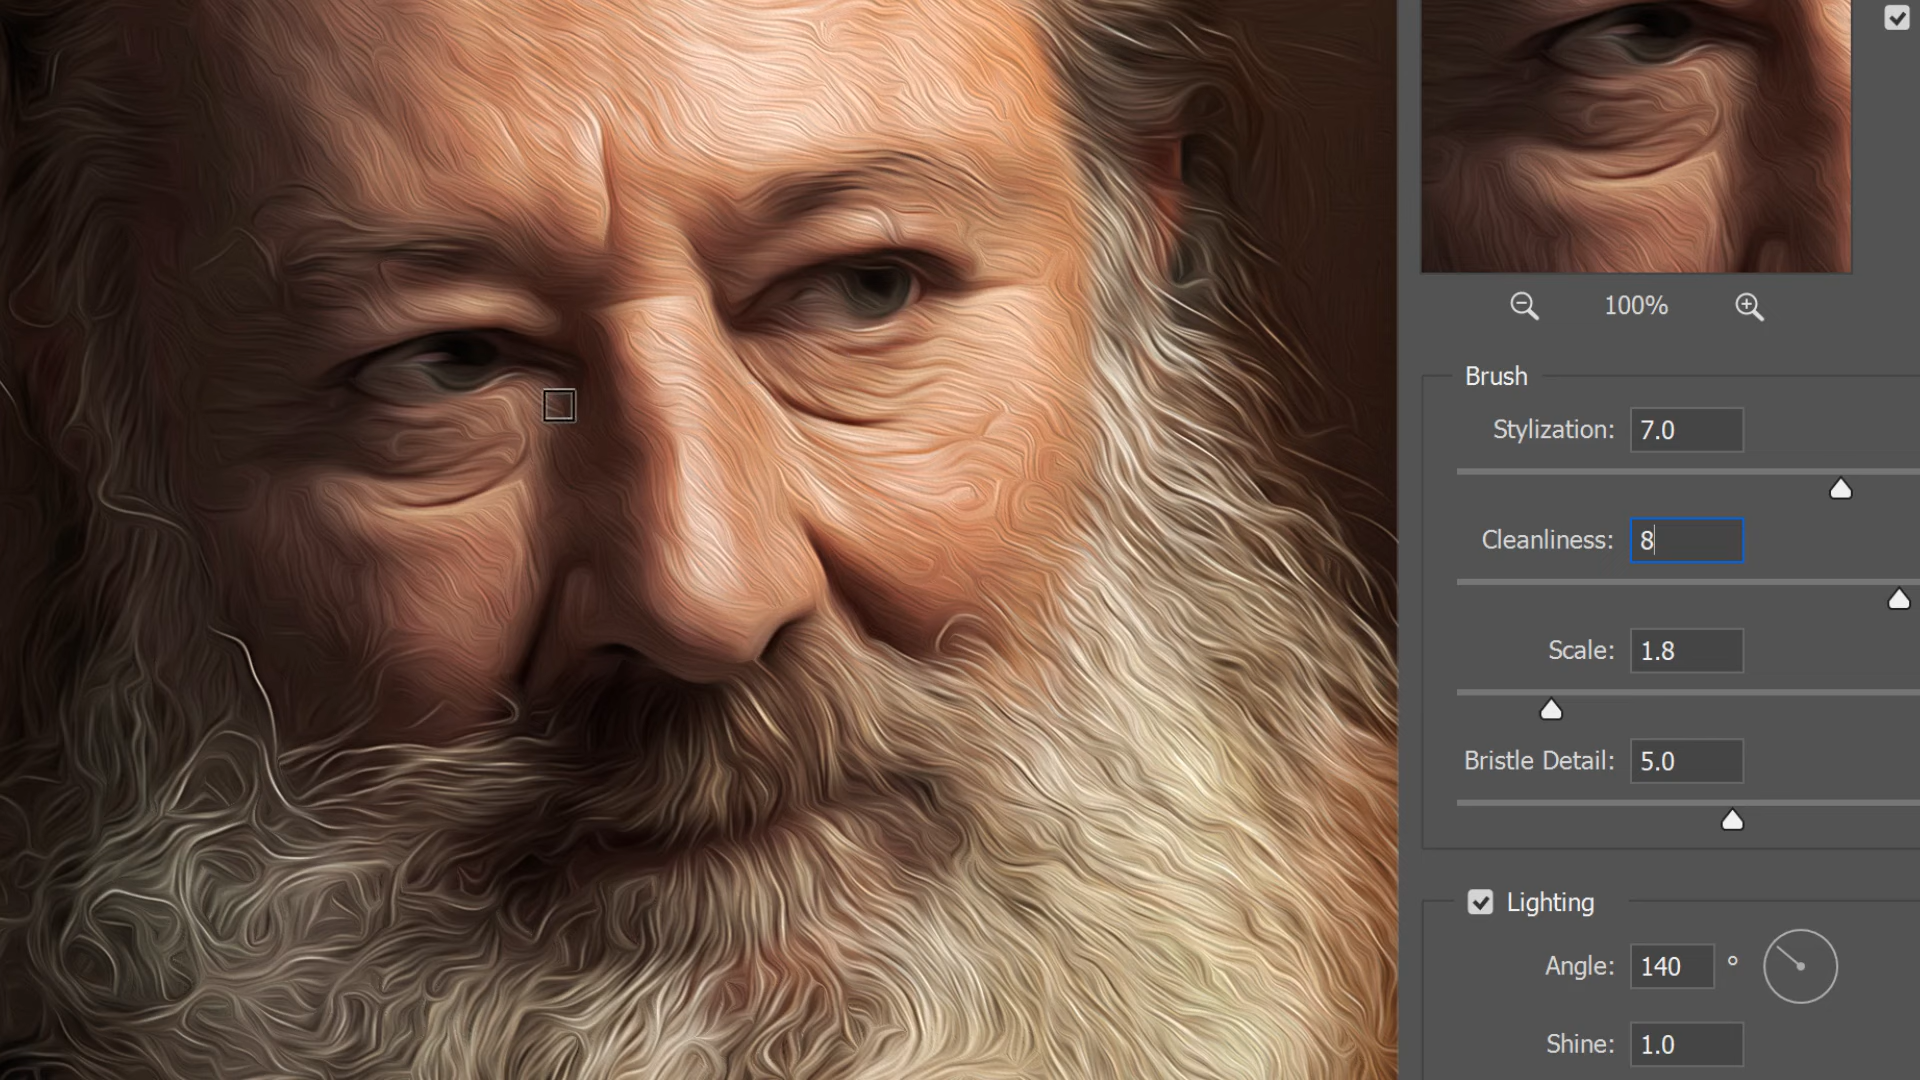 100%
Brush
Stylization: 7.0
Cleanliness: 8
Scale: 1.8
Bristle Detail: 5.0
Lighting
Angle: 140 °
Shine: 1.0